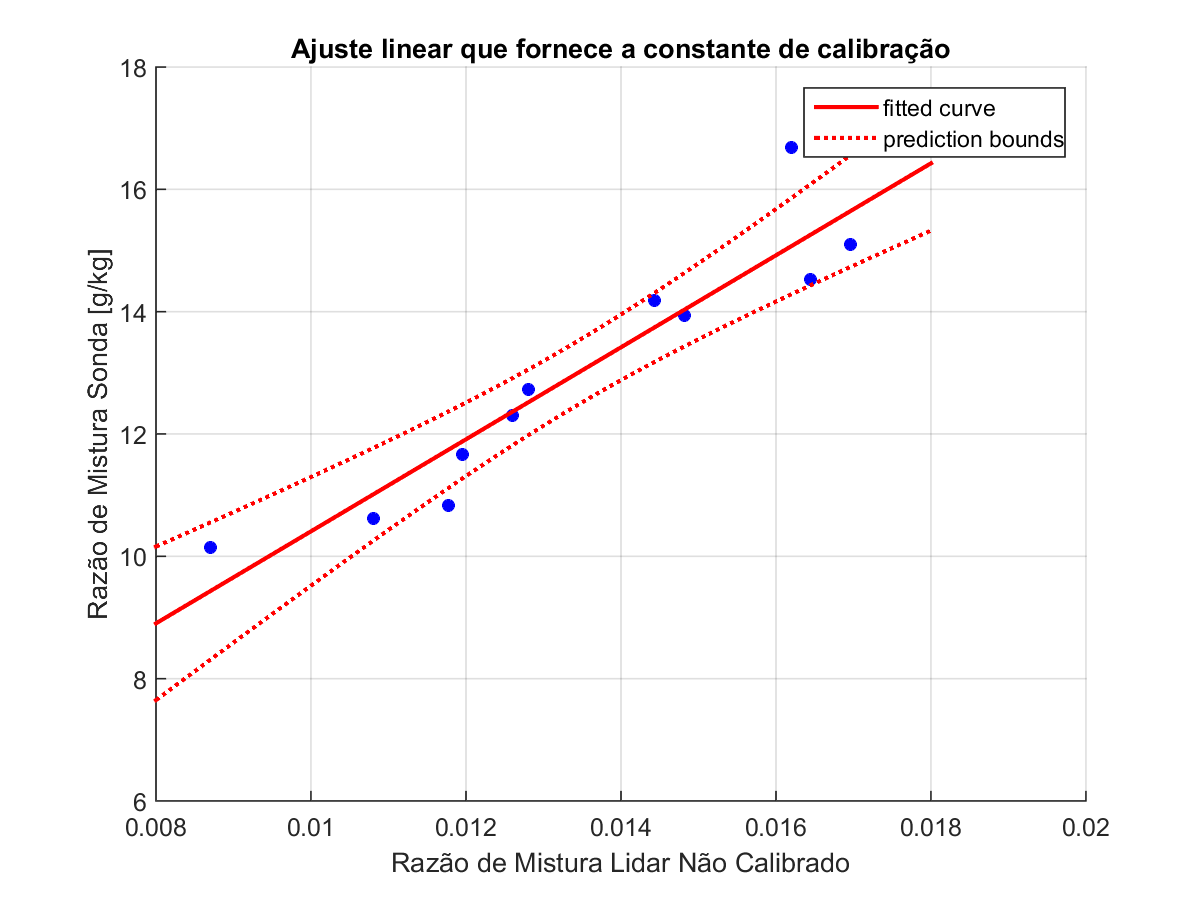 Ajuste linear que fornece a constante de calibração
18
fitted curve
prediction bounds
16
14
12
10
8
6
Razão de Mistura Sonda [g/kg]
0.008 0.01 0.012 0.014 0.016 0.018 0.02
Razão de Mistura Lidar Não Calibrado